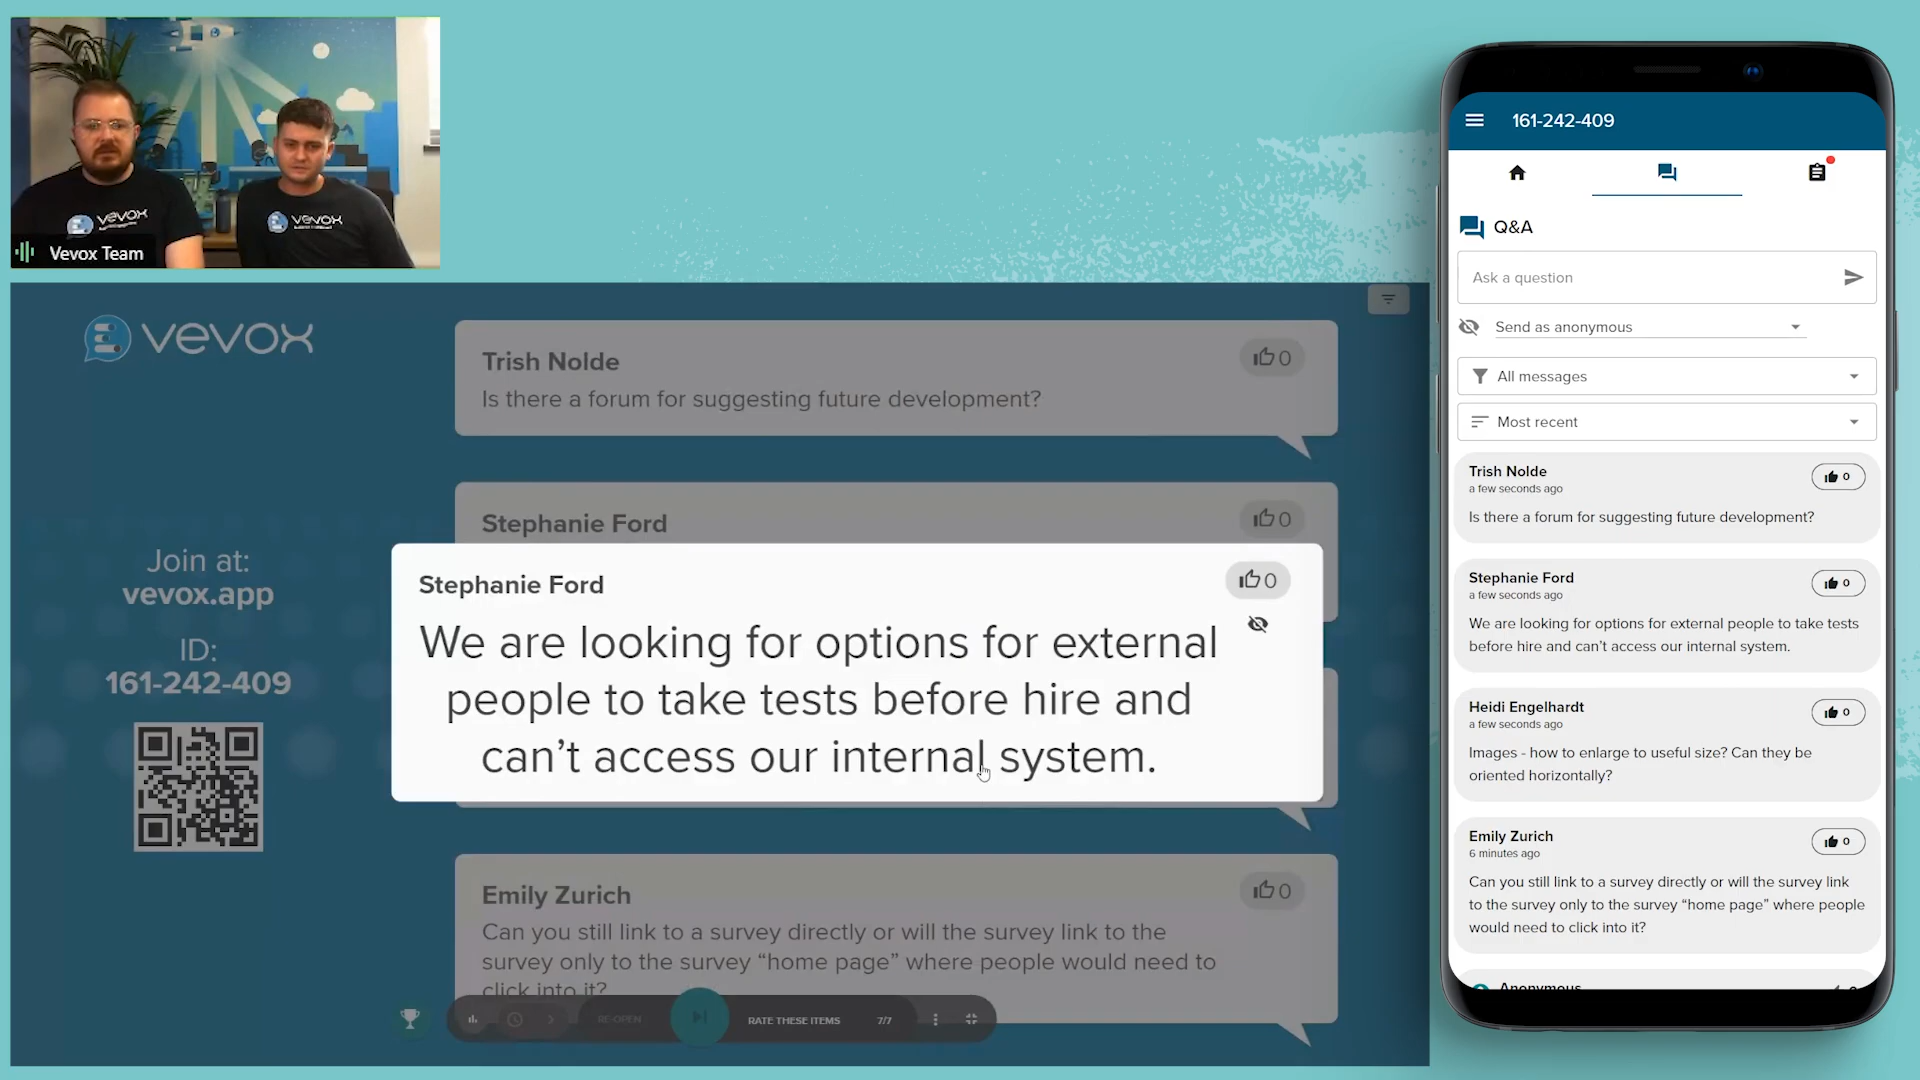 vevox
vevox
Vevox Team
vevox
Join at:
vevox.app
ID:
161-242-409
Trish Nolde
0
Is there a forum for suggesting future development?
Stephanie Ford
0
Stephanie Ford
0
We are looking for options for external
people to take tests before hire and
can’t access our internal system.
Emily Zurich
0
Can you still link to a survey directly or will the survey link to the
survey only to the survey “home page” where people would need to
click into it?
RE-OPEN
RATE THESE ITEMS
7/7
161-242-409
Q&A
Ask a question
Send as anonymous
All messages
Most recent
Trish Nolde
0
a few seconds ago
Is there a forum for suggesting future development?
Stephanie Ford
0
a few seconds ago
We are looking for options for external people to take tests
before hire and can’t access our internal system.
Heidi Engelhardt
0
a few seconds ago
Images - how to enlarge to useful size? Can they be
oriented horizontally?
Emily Zurich
0
6 minutes ago
Can you still link to a survey directly or will the survey link
to the survey only to the survey “home page” where people
would need to click into it?
Anonymous